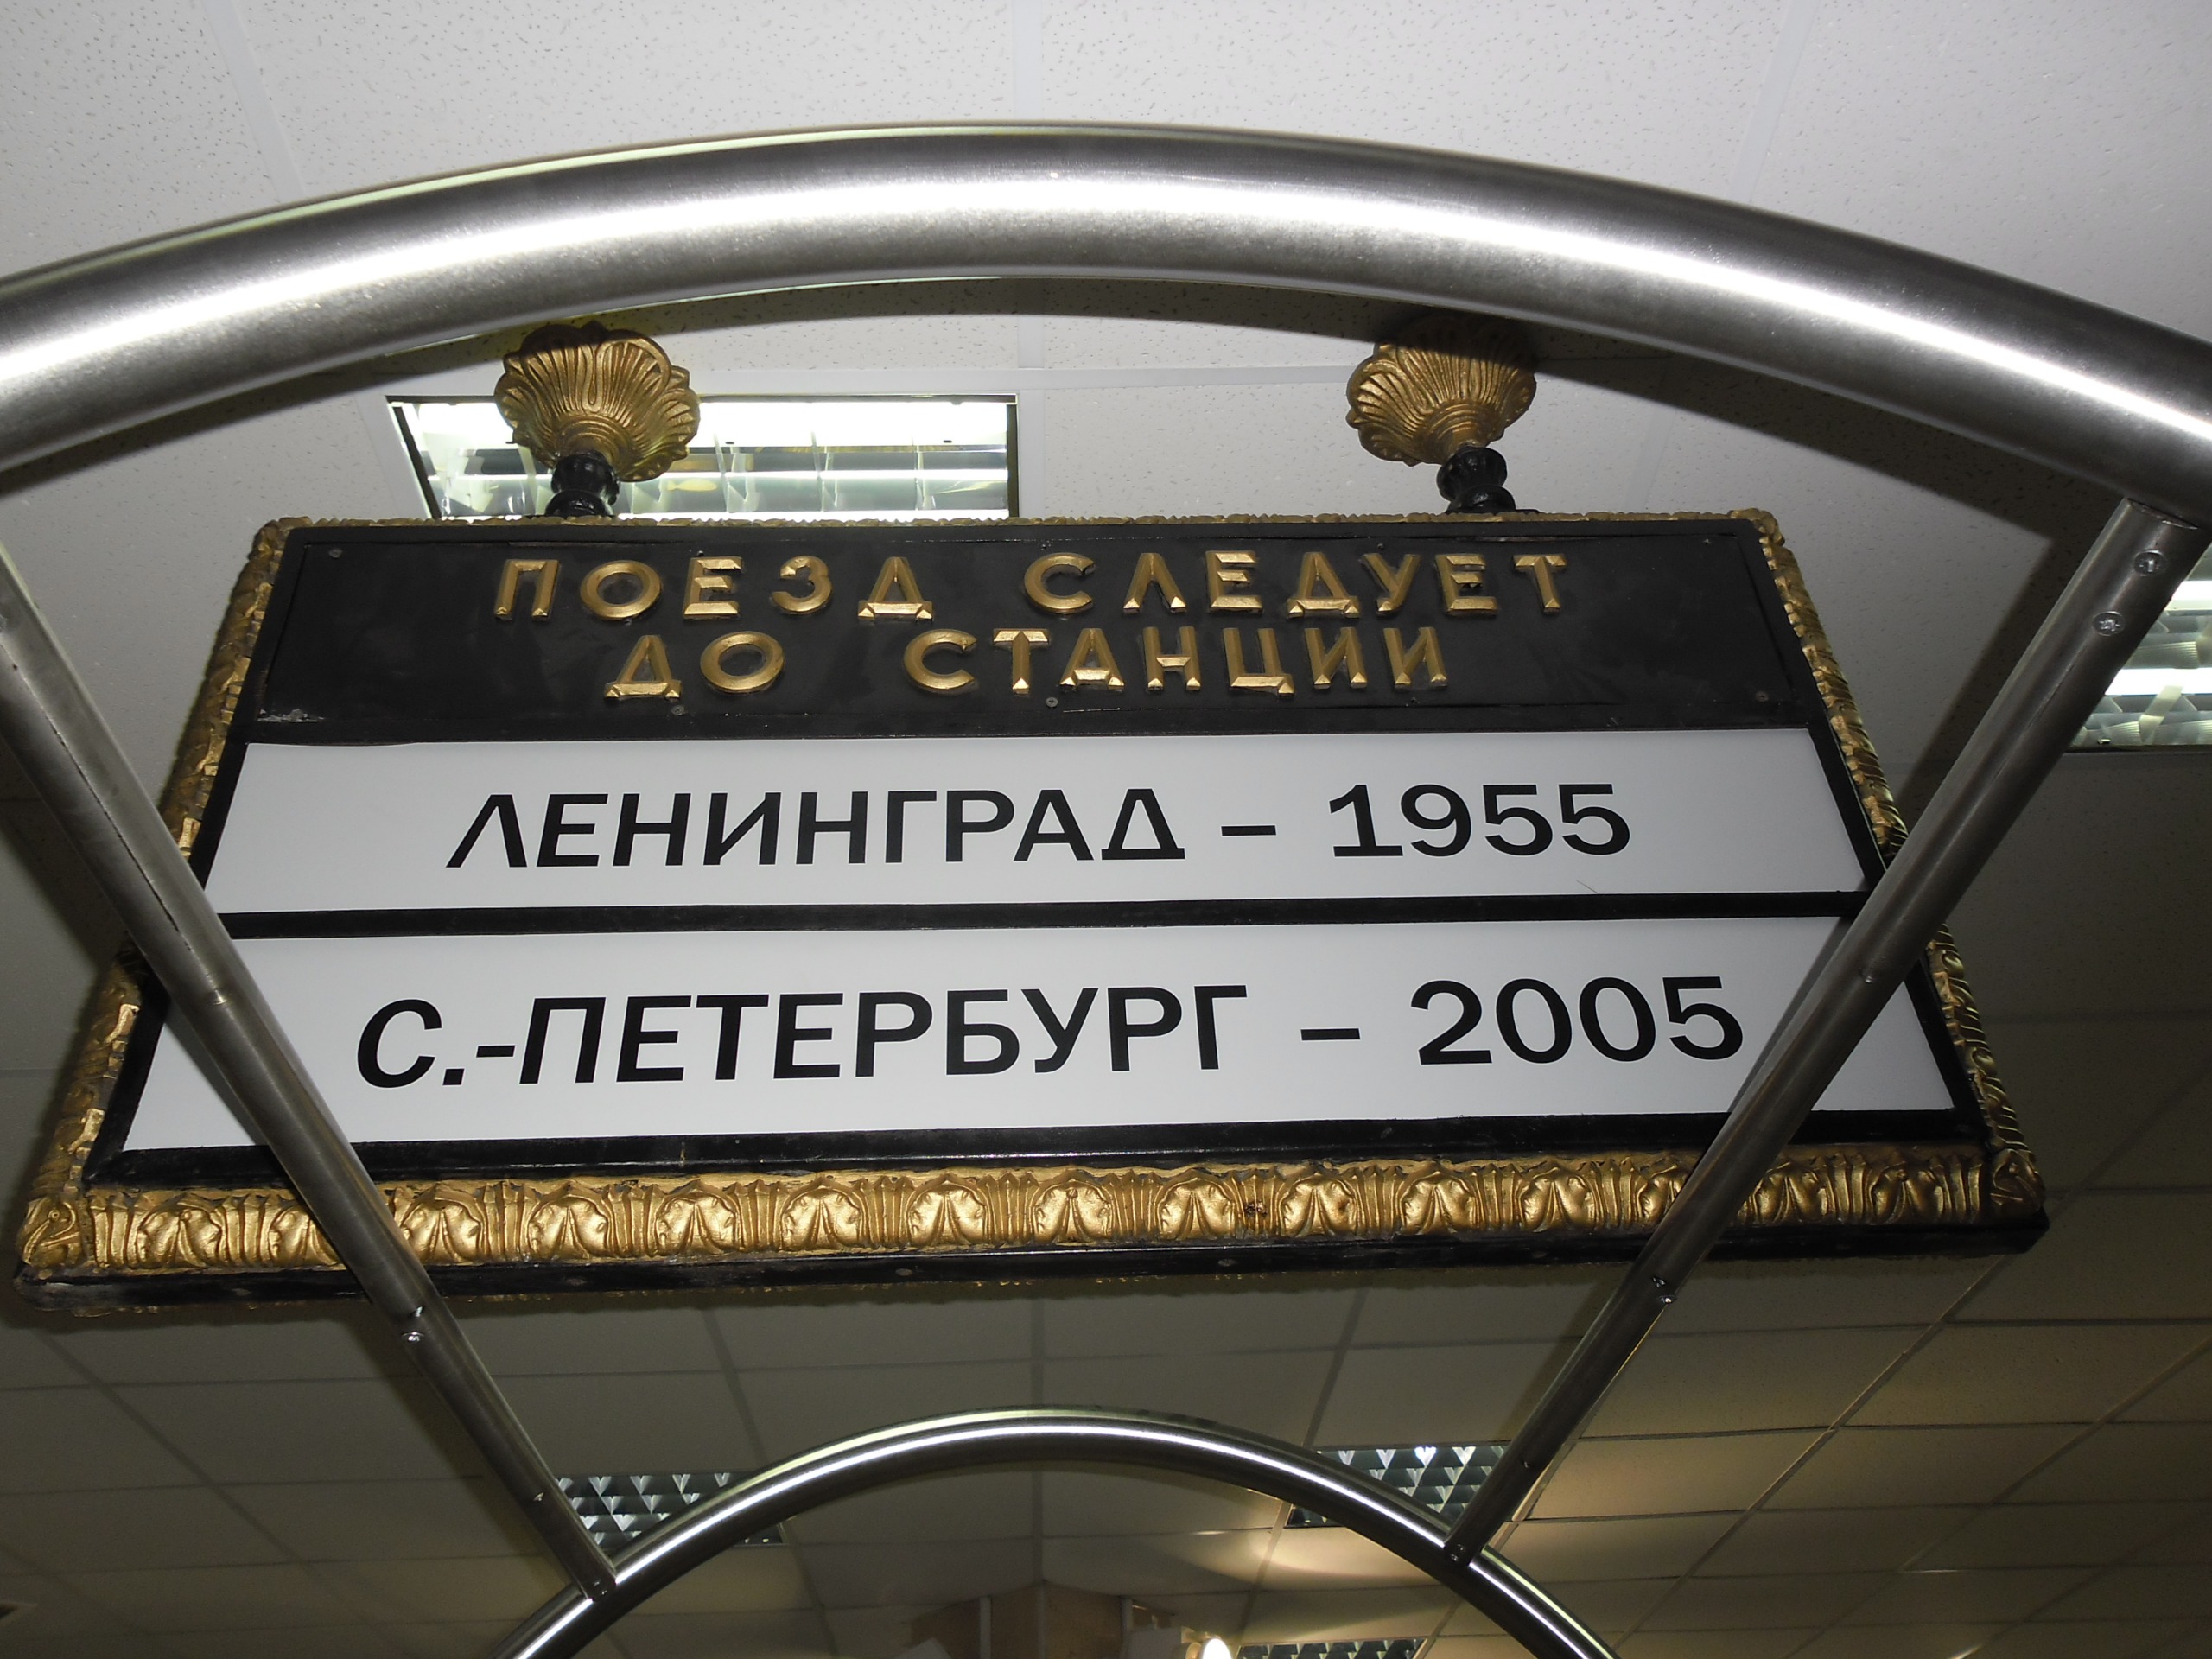 ПОЕЗД СЛЕДУЕТ
ДО СТАНЦИИ
ЛЕНИНГРАД – 1955
С.-ПЕТЕРБУРГ – 2005